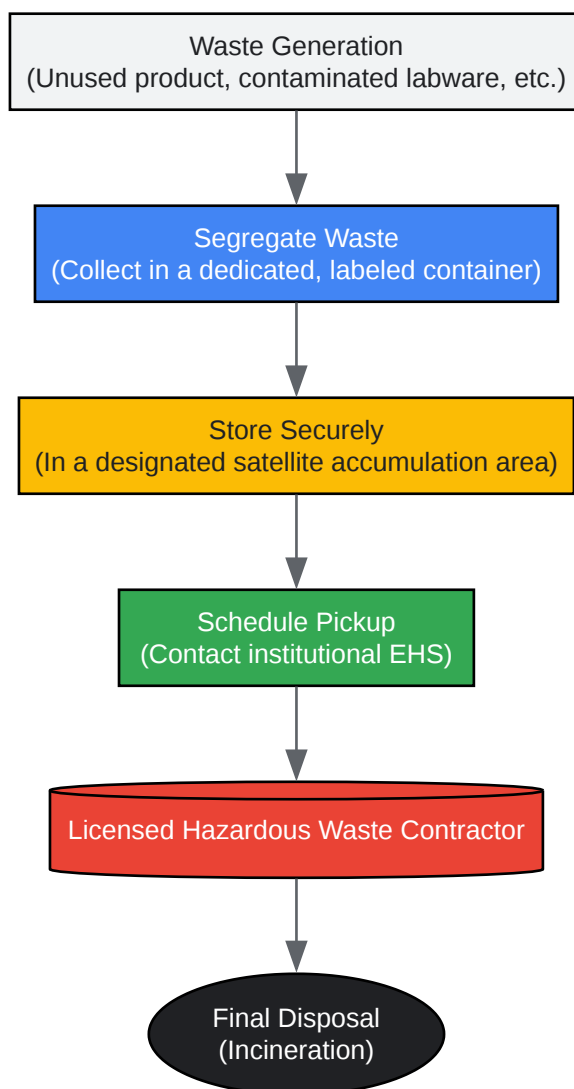 Waste Generation
(Unused product, contaminated labware, etc.)
Segregate Waste
(Collect in a dedicated, labeled container)
Store Securely
(In a designated satellite accumulation area)
Schedule Pickup
(Contact institutional EHS)
Licensed Hazardous Waste Contractor
Final Disposal
(Incineration)